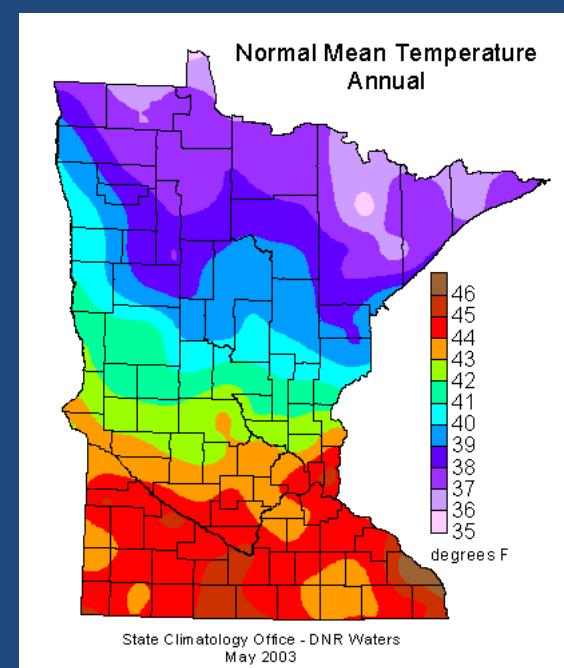 Normal Mean Temperature
Annual
46
45
44
43
42
41
40
39
38
37
36
35
degrees F
State Climatology Office - DNR Waters
May 2003